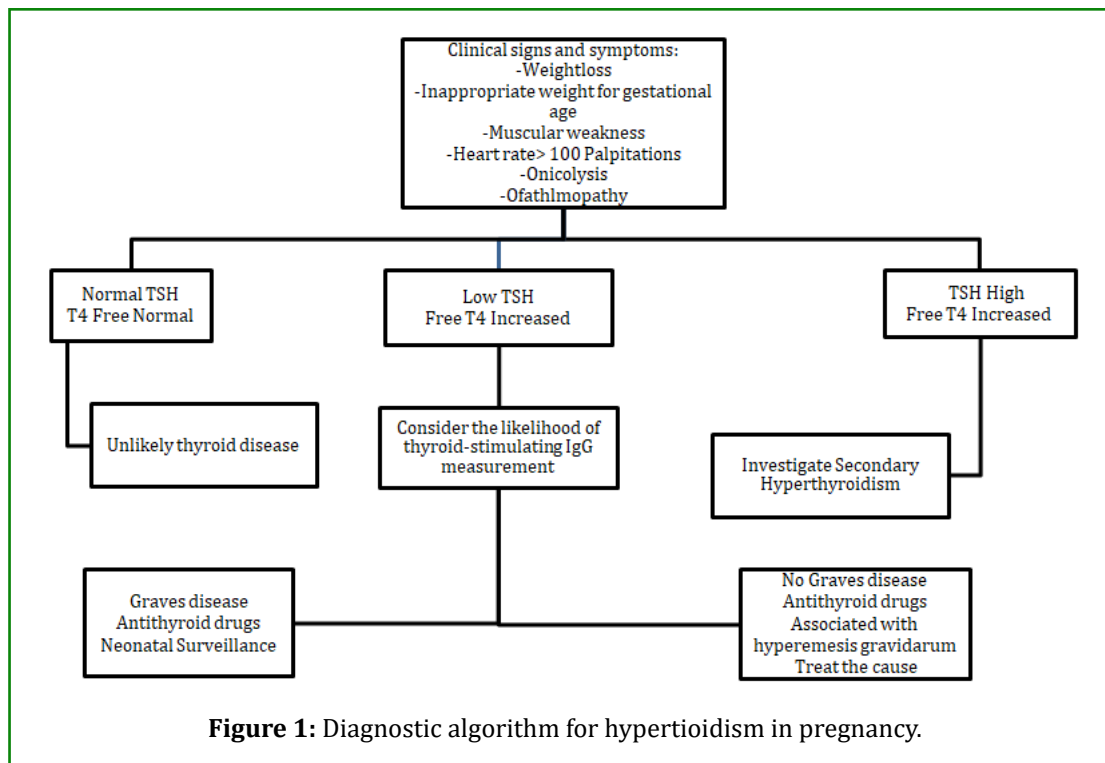 Clinical signs and symptoms:
-Weightloss
-Inappropriate weight for gestational
age
-Muscular weakness
-Heart rate> 100 Palpitations
-Onicolysis
-Ofathlmopathy
Normal TSH
T4 Free Normal
Low TSH
Free T4 Increased
TSH High
Free T4 Increased
Unlikely thyroid disease
Consider the likelihood of
thyroid-stimulating IgG
measurement
Investigate Secondary
Hyperthyroidism
Graves disease
Antithyroid drugs
Neonatal Surveillance
No Graves disease
Antithyroid drugs
Associated with
hyperemesis gravidarum
Treat the cause
Figure 1: Diagnostic algorithm for hypertioidism in pregnancy.